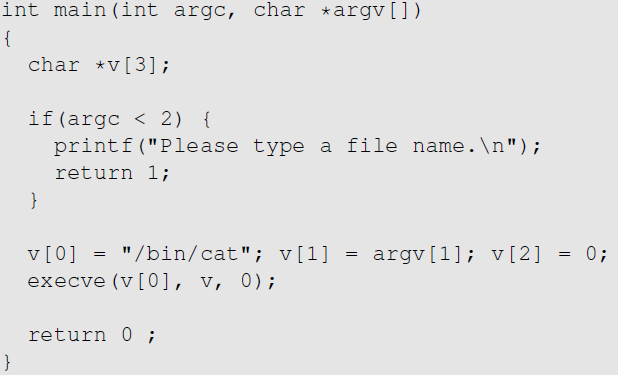 int main(int argc, char *argv[])
{
  char *v[3];

  if(argc < 2) {
    printf("Please type a file name.\n");
    return 1;
  }

  v[0] = "/bin/cat"; v[1] = argv[1]; v[2] = 0;
  execve(v[0], v, 0);

  return 0 ;
}